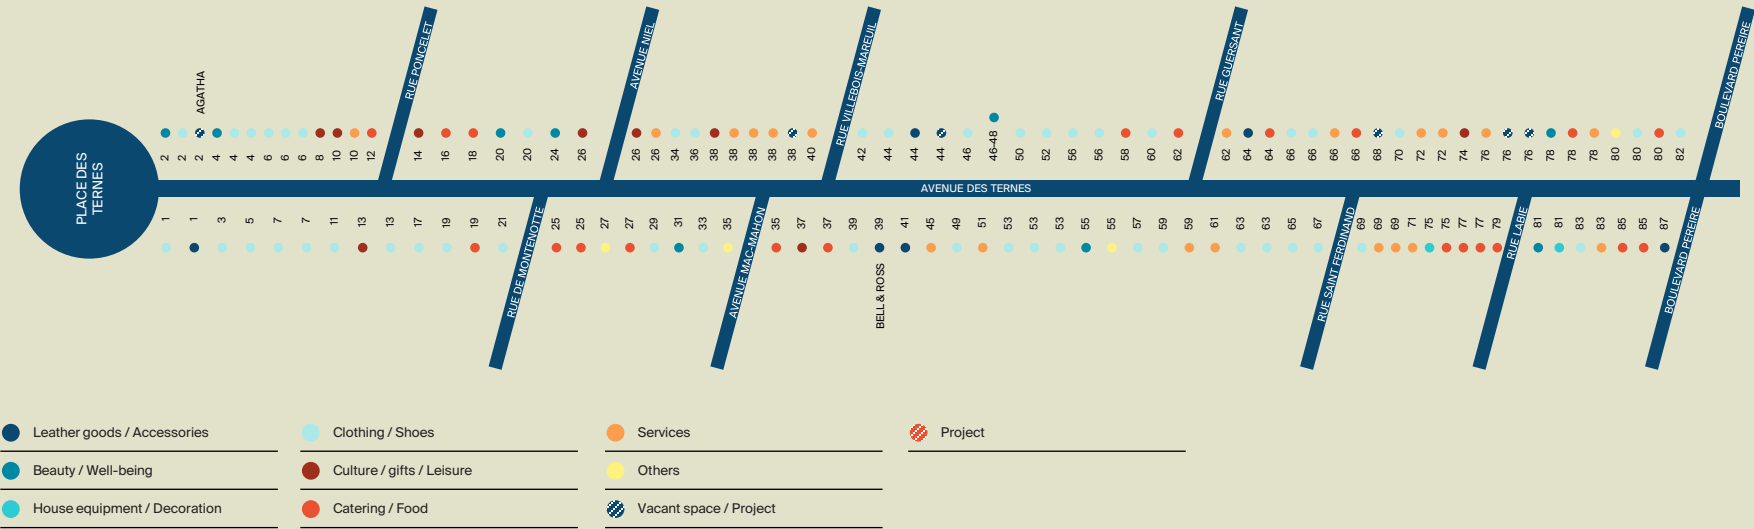 RUE PONCELET
AVENUE NIEL
RUE VILLEBOIS-MAREUIL
RUE GUERSANT
BOULEVARD PEREIRE
AGATHA
2 2 2 4 4 4 6 6 6 8 10 10 12 14 16 18 20 20 24 26 26 26 34 36 38 38 38 38 38 40 42 44 44 44 46 46-48 50 52 56 56 58 60 62 62 64 64 66 66 66 66 68 70 72 72 74 76 76 76 78 78 78 80 80 80 82
PLACE DES
TERNES
AVENUE DES TERNES
1 1 3 5 7 7 11 13 13 17 19 19 21 25 25 27 27 29 31 33 35 35 37 37 39 39 41 45 49 51 53 53 53 55 55 57 59 59 61 63 63 65 67 69 69 69 71 75 75 77 77 79 81 81 83 83 85 85 87
RUE DE MONTENOTTE
AVENUE MAC-MAHON
BELL & ROSS
RUE SAINT FERDINAND
RUE LABIE
BOULEVARD PEREIRE
Leather goods / Accessories
Beauty / Well-being
House equipment / Decoration
Clothing / Shoes
Culture / gifts / Leisure
Catering / Food
Services
Others
Vacant space / Project
Project